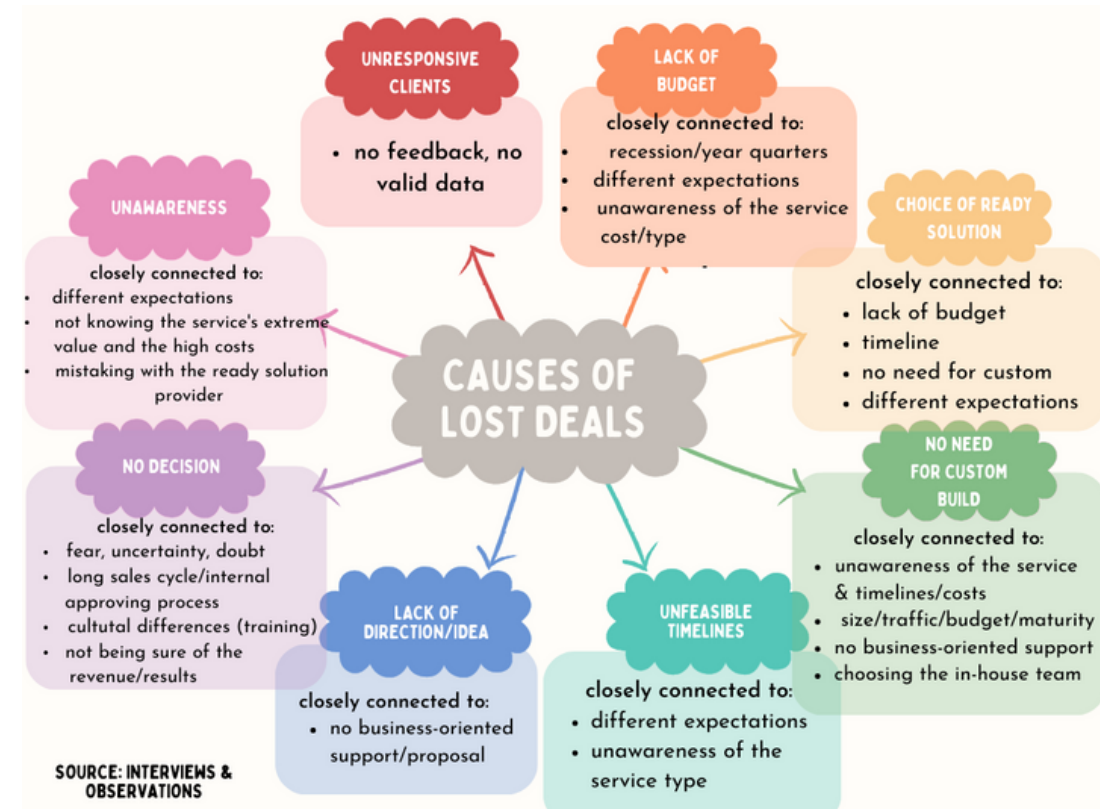 UNRESPONSIVE
CLIENTS
• no feedback, no
valid data
LACK OF
BUDGET
closely connected to:
• recession/year quarters
• different expectations
• unawareness of the service
cost/type
UNAWARENESS
closely connected to:
• different expectations
• not knowing the service's extreme
value and the high costs
• mistaking with the ready solution
provider
CHOICE OF READY
SOLUTION
closely connected to:
• lack of budget
• timeline
• no need for custom
• different expectations
CAUSES OF
LOST DEALS
NO DECISION
closely connected to:
• fear, uncertainty, doubt
• long sales cycle/internal
approving process
• cultutal differences (training)
• not being sure of the
revenue/results
NO NEED
FOR CUSTOM
BUILD
closely connected to:
• unawareness of the service
& timelines/costs
• size/traffic/budget/maturity
• no business-oriented support
• choosing the in-house team
LACK OF
DIRECTION/IDEA
closely connected to:
• no business-oriented
support/proposal
UNFEASIBLE
TIMELINES
closely connected to:
• different expectations
• unawareness of the
service type
SOURCE: INTERVIEWS &
OBSERVATIONS